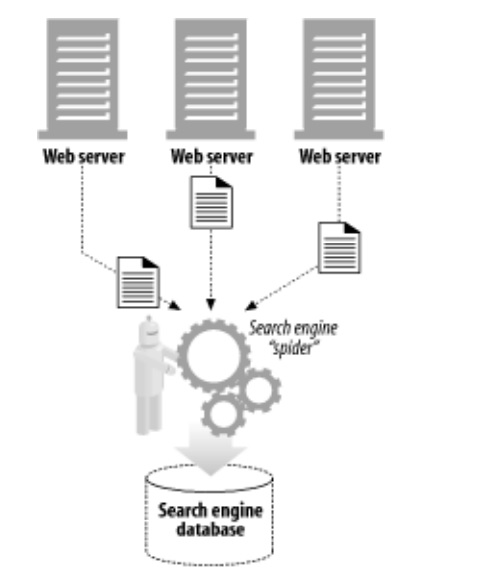 Web server
Web server
Web server
Search engine
“spider”
Search engine
database